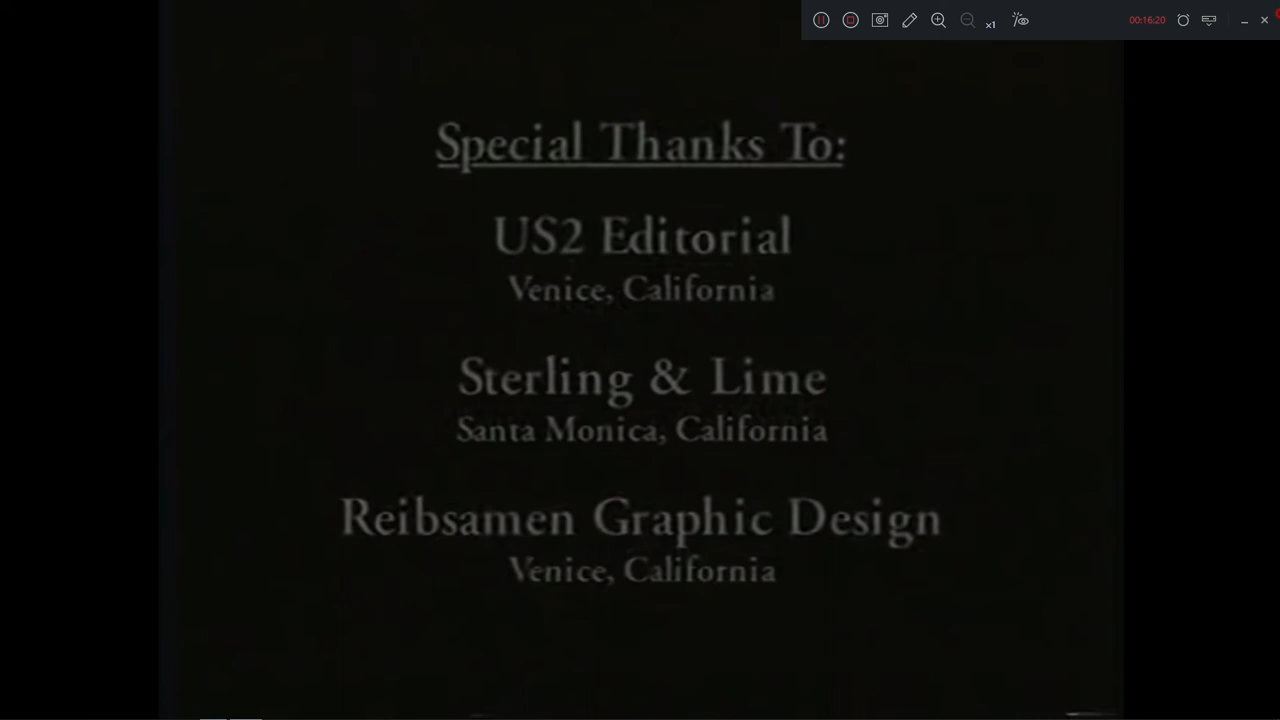 x1
00:16:20
Special Thanks To:
US2 Editorial
Venice, California
Sterling & Lime
Santa Monica, California
Reibsamen Graphic Design
Venice, California